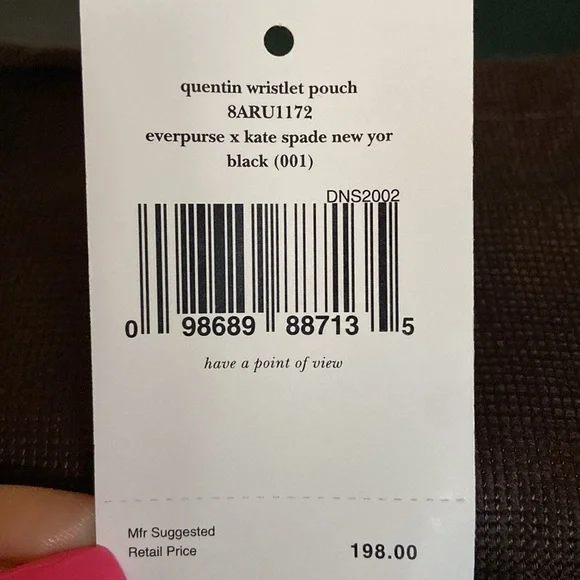 quentin wristlet pouch
8ARU1172
everpurse x kate spade new yor
black (001)
DNS2002
0 98689 88713 5
have a point of view
Mfr Suggested
Retail Price 198.00